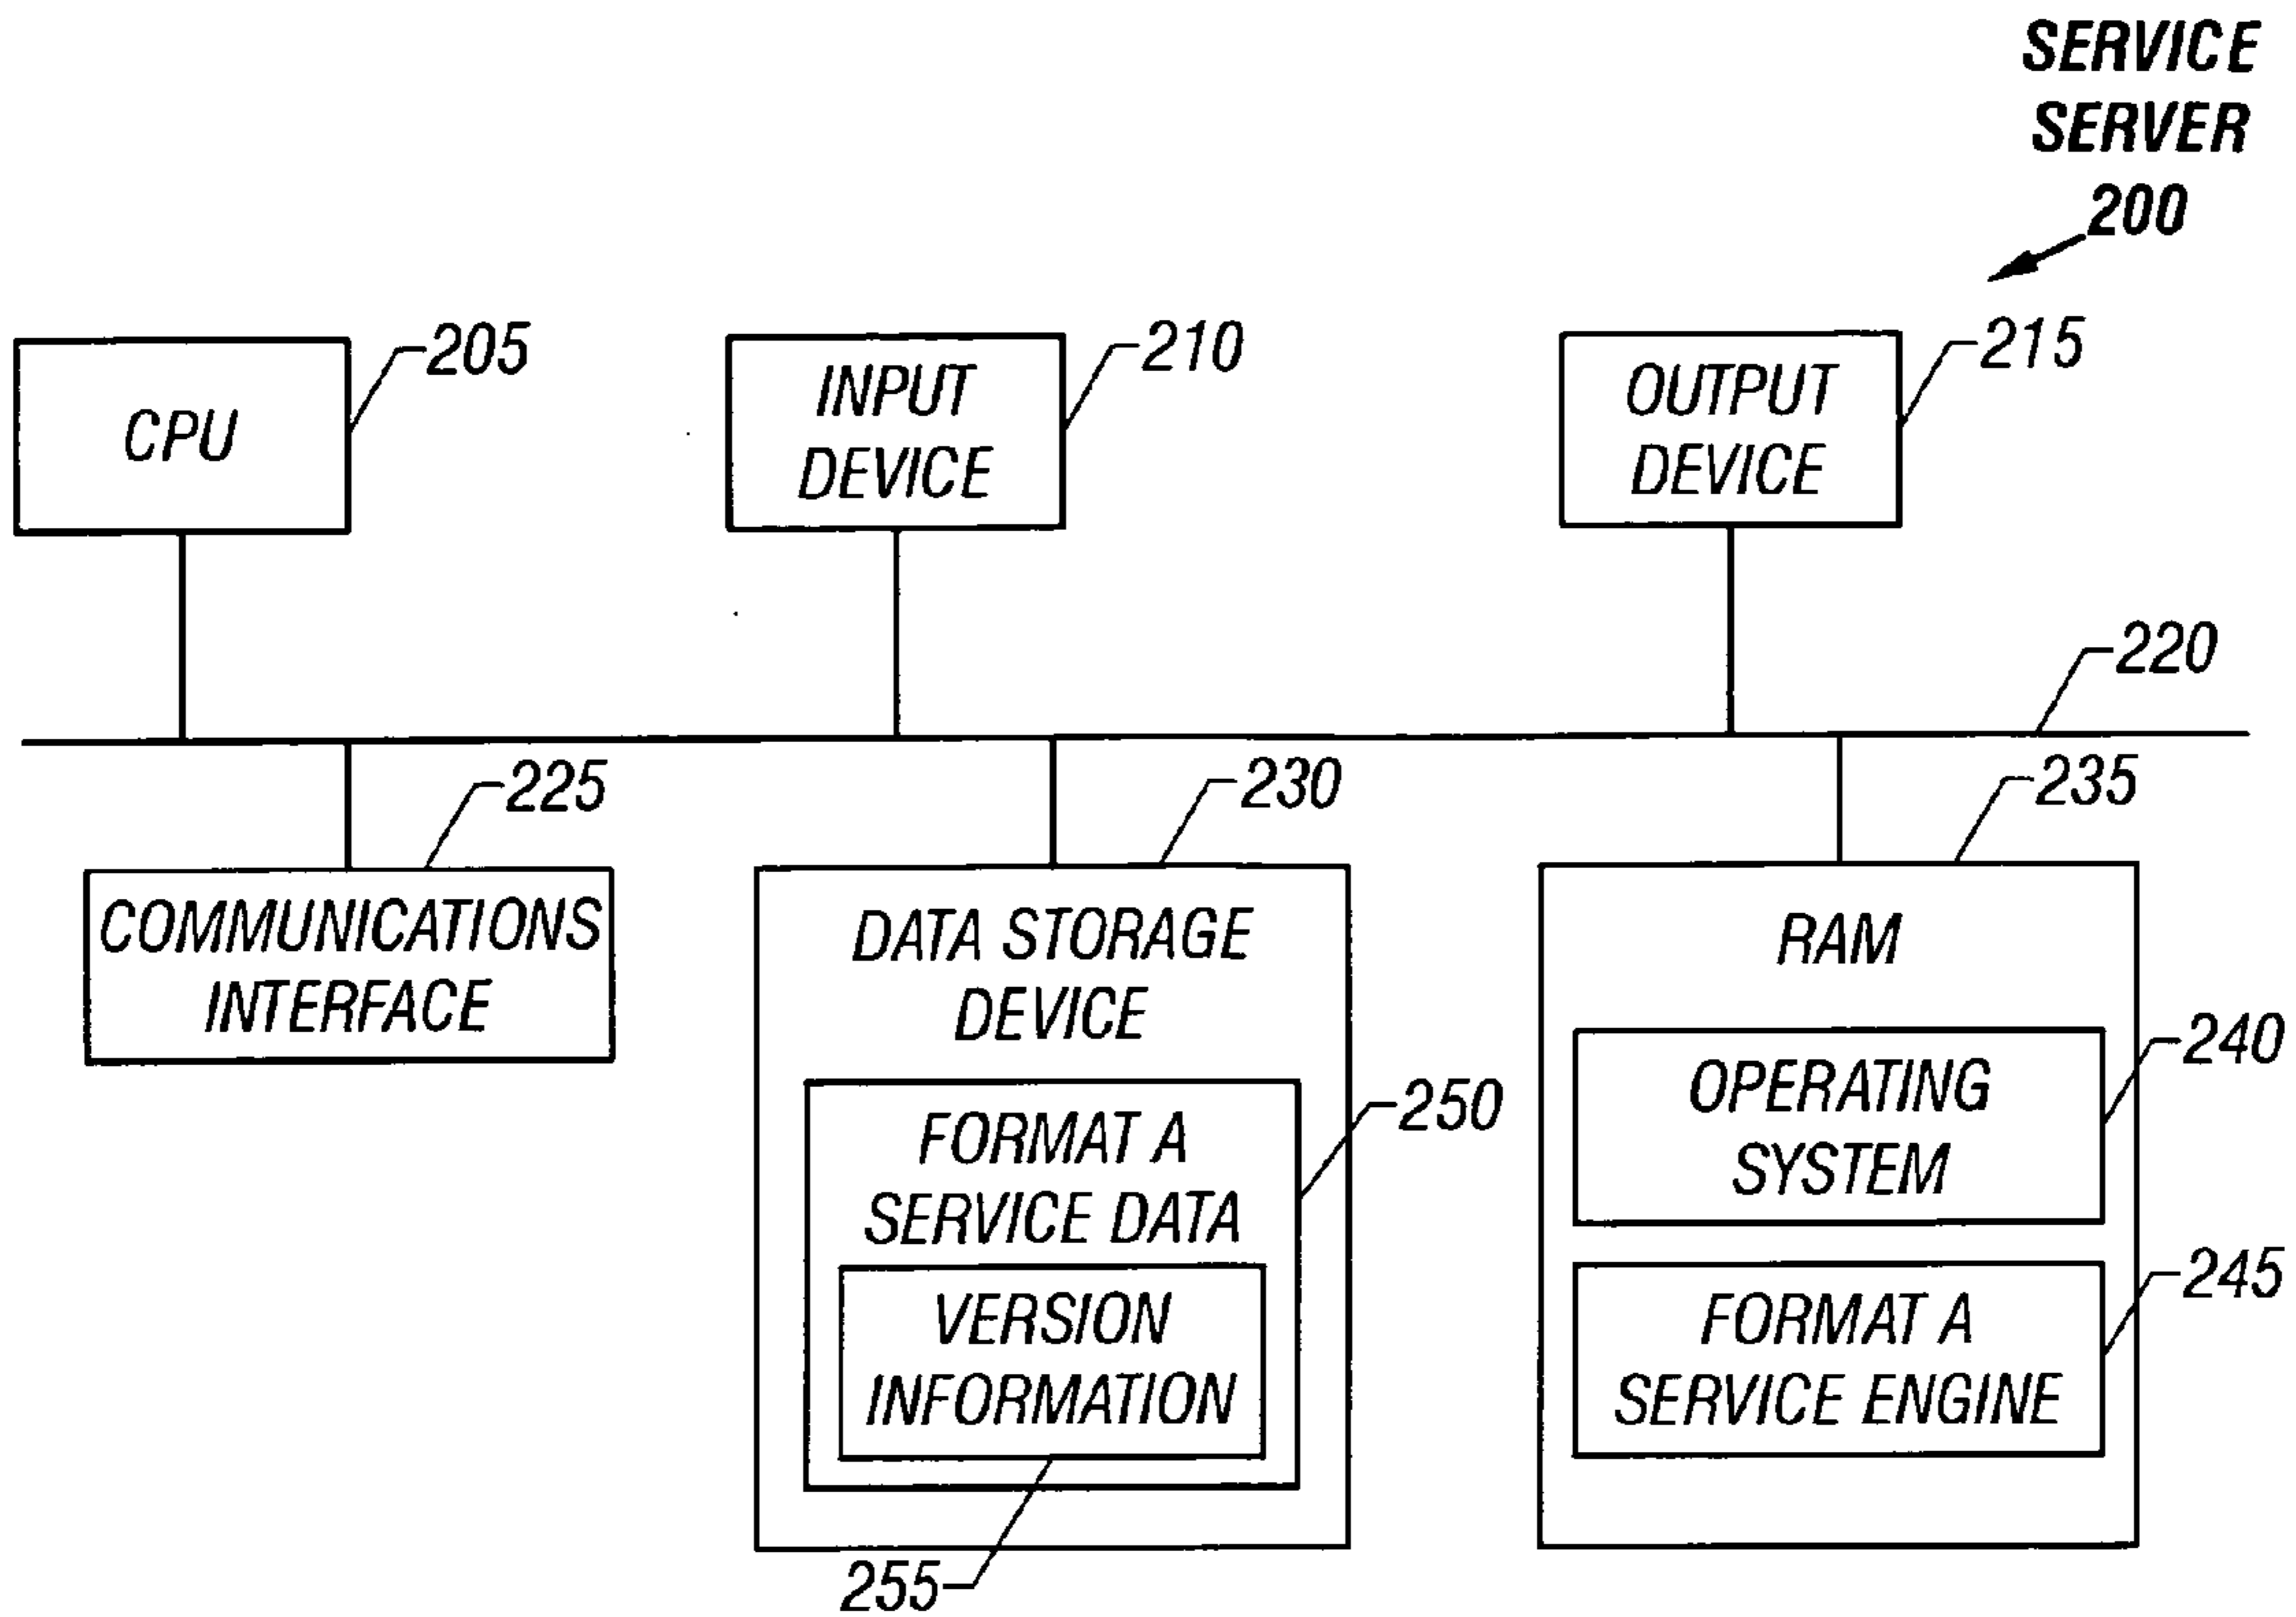 SERVICE
SERVER
200
205
210
215
CPU
INPUT
DEVICE
OUTPUT
DEVICE
220
225
230
235
COMMUNICATIONS
INTERFACE
DATA STORAGE
DEVICE
RAM
240
OPERATING
SYSTEM
250
FORMAT A
SERVICE DATA
245
VERSION
INFORMATION
FORMAT A
SERVICE ENGINE
255